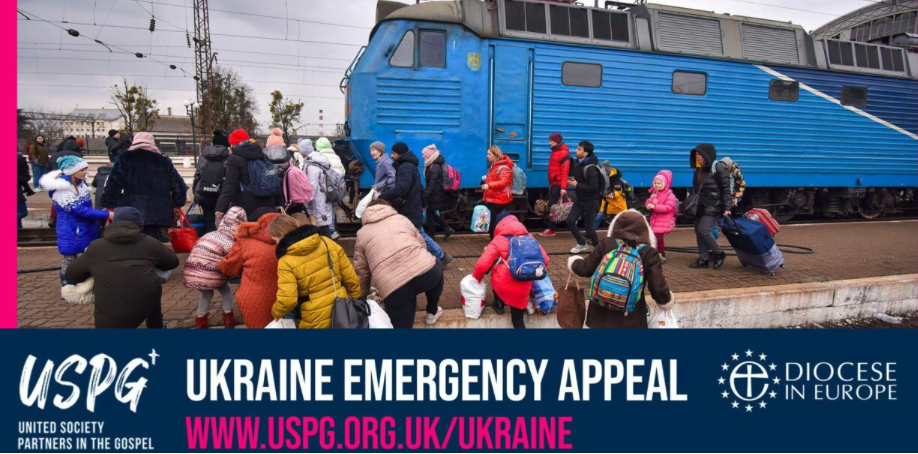 USPG
UNITED SOCIETY
PARTNERS IN THE GOSPEL
UKRAINE EMERGENCY APPEAL
WWW.USPG.ORG.UK/UKRAINE
DIOCESE
IN EUROPE